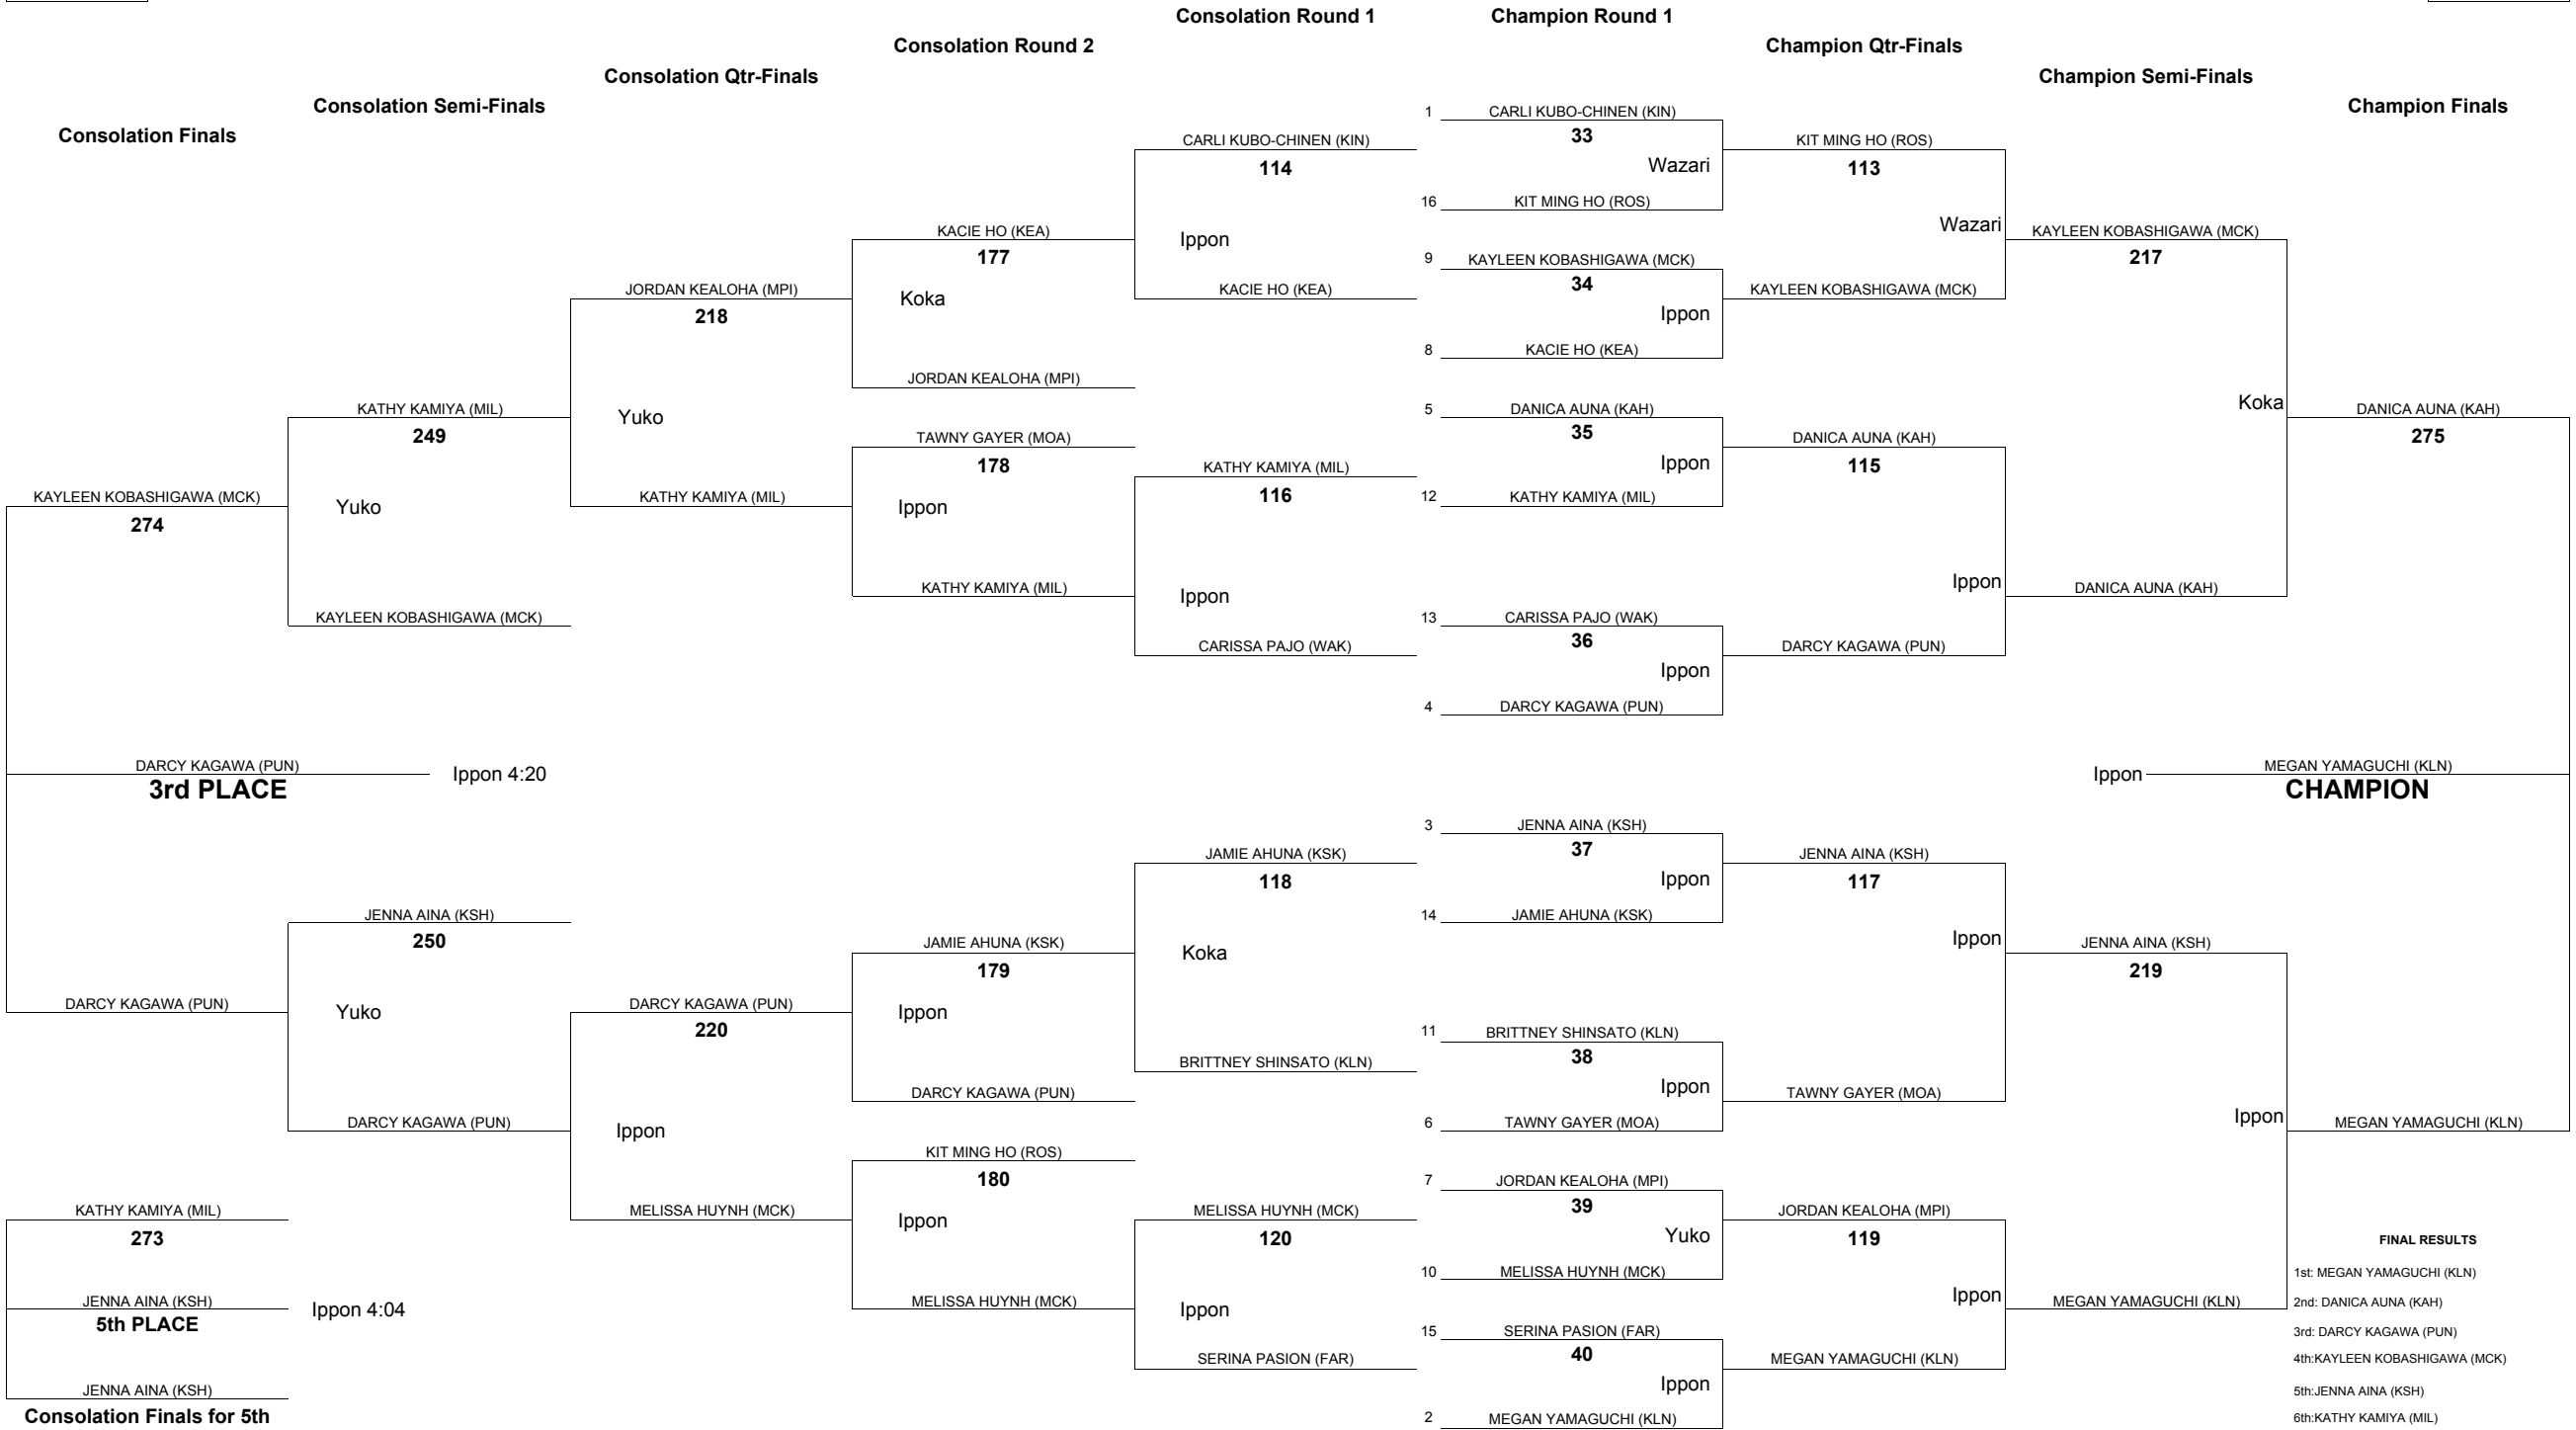 Consolation Round 1
Champion Round 1
Consolation Round 2
Champion Qtr-Finals
Consolation Qtr-Finals
Champion Semi-Finals
Consolation Semi-Finals
Champion Finals
Consolation Finals
KAYLEEN KOBASHIGAWA (MCK)
274
DARCY KAGAWA (PUN)
3rd PLACE
Ippon 4:20
DARCY KAGAWA (PUN)
KATHY KAMIYA (MIL)
273
JENNA AINA (KSH)
5th PLACE
Ippon 4:04
JENNA AINA (KSH)
Consolation Finals for 5th
KATHY KAMIYA (MIL)
249
Yuko
KAYLEEN KOBASHIGAWA (MCK)
JENNA AINA (KSH)
250
Yuko
DARCY KAGAWA (PUN)
JORDAN KEALOHA (MPI)
218
Yuko
KATHY KAMIYA (MIL)
DARCY KAGAWA (PUN)
220
Ippon
MELISSA HUYNH (MCK)
KACIE HO (KEA)
177
Koka
JORDAN KEALOHA (MPI)
TAWNY GAYER (MOA)
178
Ippon
KATHY KAMIYA (MIL)
JAMIE AHUNA (KSK)
179
Ippon
DARCY KAGAWA (PUN)
KIT MING HO (ROS)
180
Ippon
MELISSA HUYNH (MCK)
CARLI KUBO-CHINEN (KIN)
114
Ippon
KACIE HO (KEA)
KATHY KAMIYA (MIL)
116
Ippon
CARISSA PAJO (WAK)
JAMIE AHUNA (KSK)
118
Koka
BRITTNEY SHINSATO (KLN)
MELISSA HUYNH (MCK)
120
Ippon
SERINA PASION (FAR)
1 CARLI KUBO-CHINEN (KIN)
33
Wazari
16 KIT MING HO (ROS)
9 KAYLEEN KOBASHIGAWA (MCK)
34
Ippon
8 KACIE HO (KEA)
5 DANICA AUNA (KAH)
35
Ippon
12 KATHY KAMIYA (MIL)
13 CARISSA PAJO (WAK)
36
Ippon
4 DARCY KAGAWA (PUN)
3 JENNA AINA (KSH)
37
Ippon
14 JAMIE AHUNA (KSK)
11 BRITTNEY SHINSATO (KLN)
38
Ippon
6 TAWNY GAYER (MOA)
7 JORDAN KEALOHA (MPI)
39
Yuko
10 MELISSA HUYNH (MCK)
15 SERINA PASION (FAR)
40
Ippon
2 MEGAN YAMAGUCHI (KLN)
KIT MING HO (ROS)
113
Wazari
KAYLEEN KOBASHIGAWA (MCK)
DANICA AUNA (KAH)
115
Ippon
DARCY KAGAWA (PUN)
JENNA AINA (KSH)
117
Ippon
TAWNY GAYER (MOA)
JORDAN KEALOHA (MPI)
119
Ippon
MEGAN YAMAGUCHI (KLN)
KAYLEEN KOBASHIGAWA (MCK)
217
Koka
DANICA AUNA (KAH)
JENNA AINA (KSH)
219
Ippon
MEGAN YAMAGUCHI (KLN)
DANICA AUNA (KAH)
275
Ippon
MEGAN YAMAGUCHI (KLN)
CHAMPION
MEGAN YAMAGUCHI (KLN)
FINAL RESULTS
1st: MEGAN YAMAGUCHI (KLN)
2nd: DANICA AUNA (KAH)
3rd: DARCY KAGAWA (PUN)
4th:KAYLEEN KOBASHIGAWA (MCK)
5th:JENNA AINA (KSH)
6th:KATHY KAMIYA (MIL)